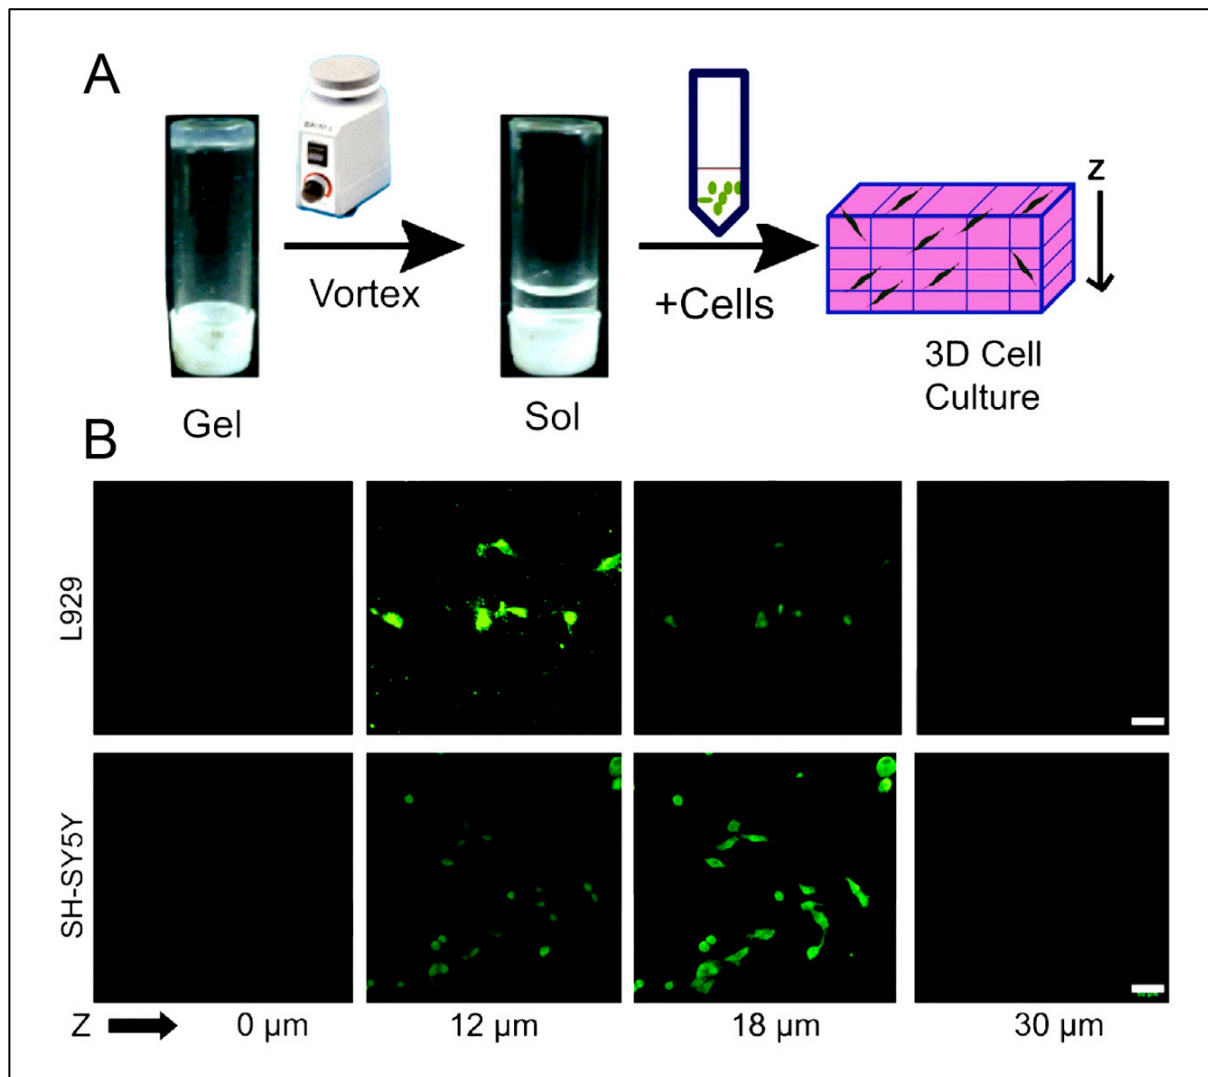 A
Vortex
+Cells
z
3D Cell
Culture
Gel
Sol
B
L929
SH-SY5Y
Z 0 µm 12 µm 18 µm 30 µm